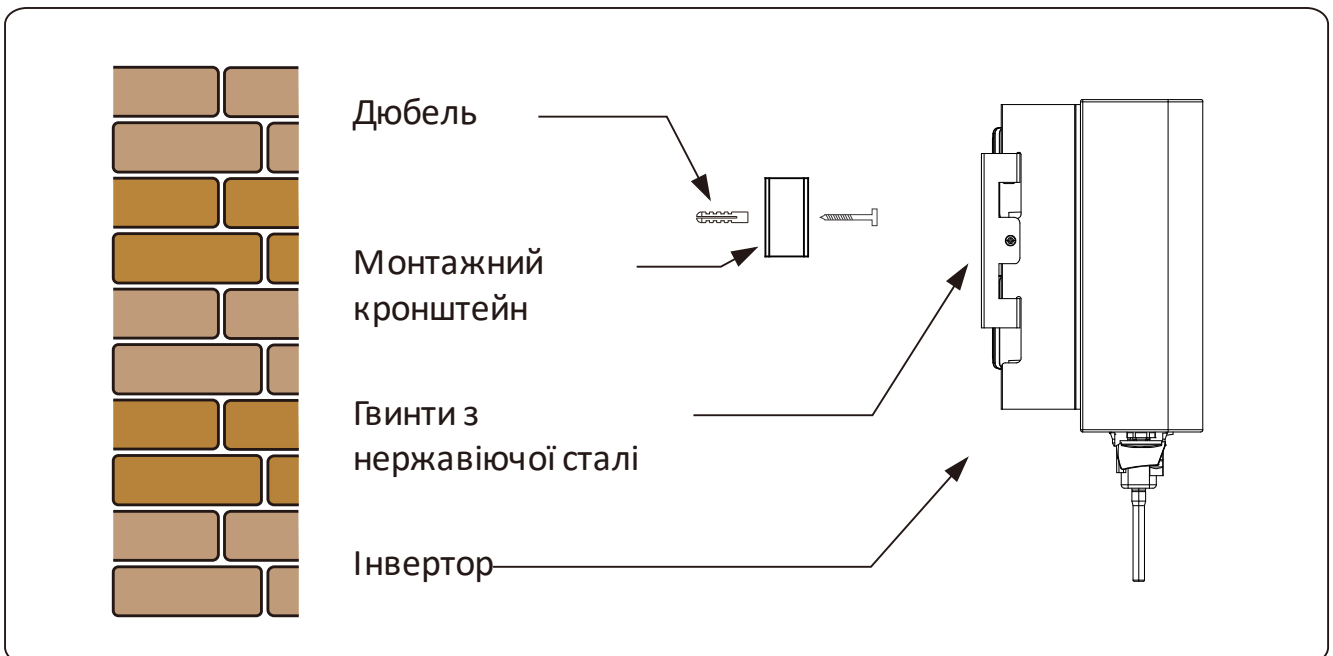 Дюбель
Монтажний
кронштейн
Гвинти з
нержавіючої сталі
Інвертор